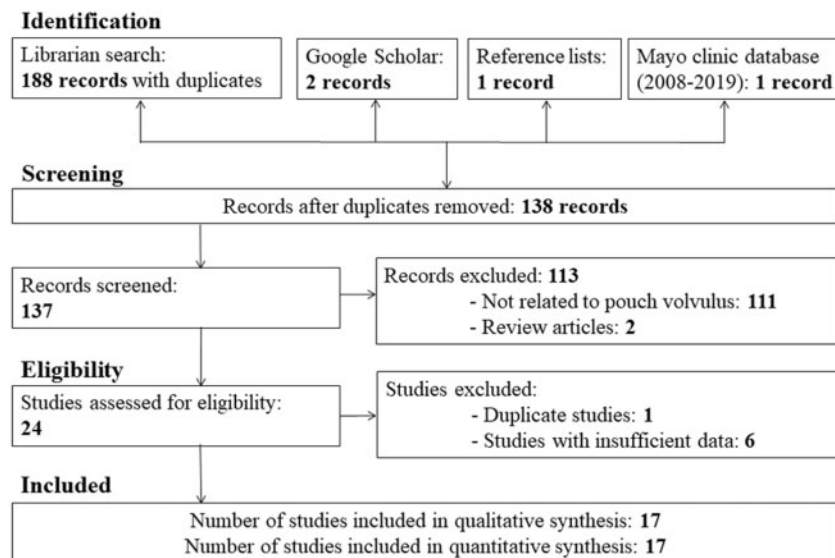 Identification
Librarian search:
188 records with duplicates
Google Scholar:
2 records
Reference lists:
1 record
Mayo clinic database
(2008-2019): 1 record
Screening
Records after duplicates removed: 138 records
Records screened:
137
Records excluded: 113
- Not related to pouch volvulus: 111
- Review articles: 2
Eligibility
Studies assessed for eligibility:
24
Studies excluded:
- Duplicate studies: 1
- Studies with insufficient data: 6
Included
Number of studies included in qualitative synthesis: 17
Number of studies included in quantitative synthesis: 17